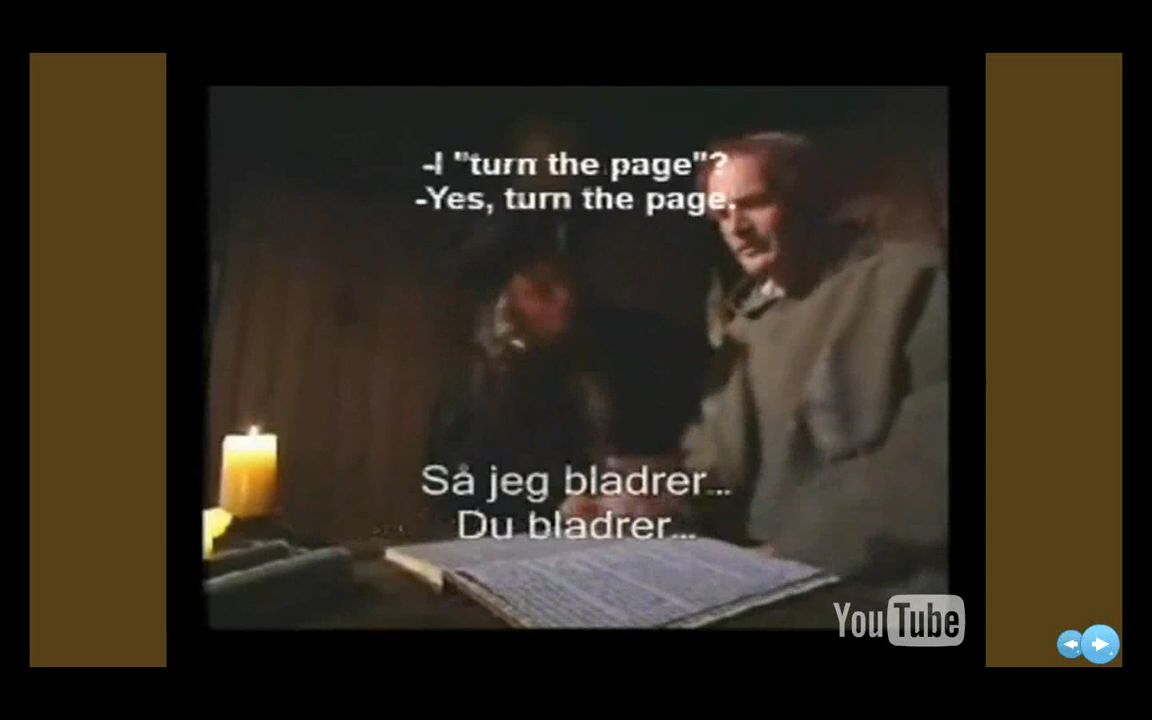 -I "turn the page"?
-Yes, turn the page.
Så jeg bladrer...
Du bladrer...
YouTube